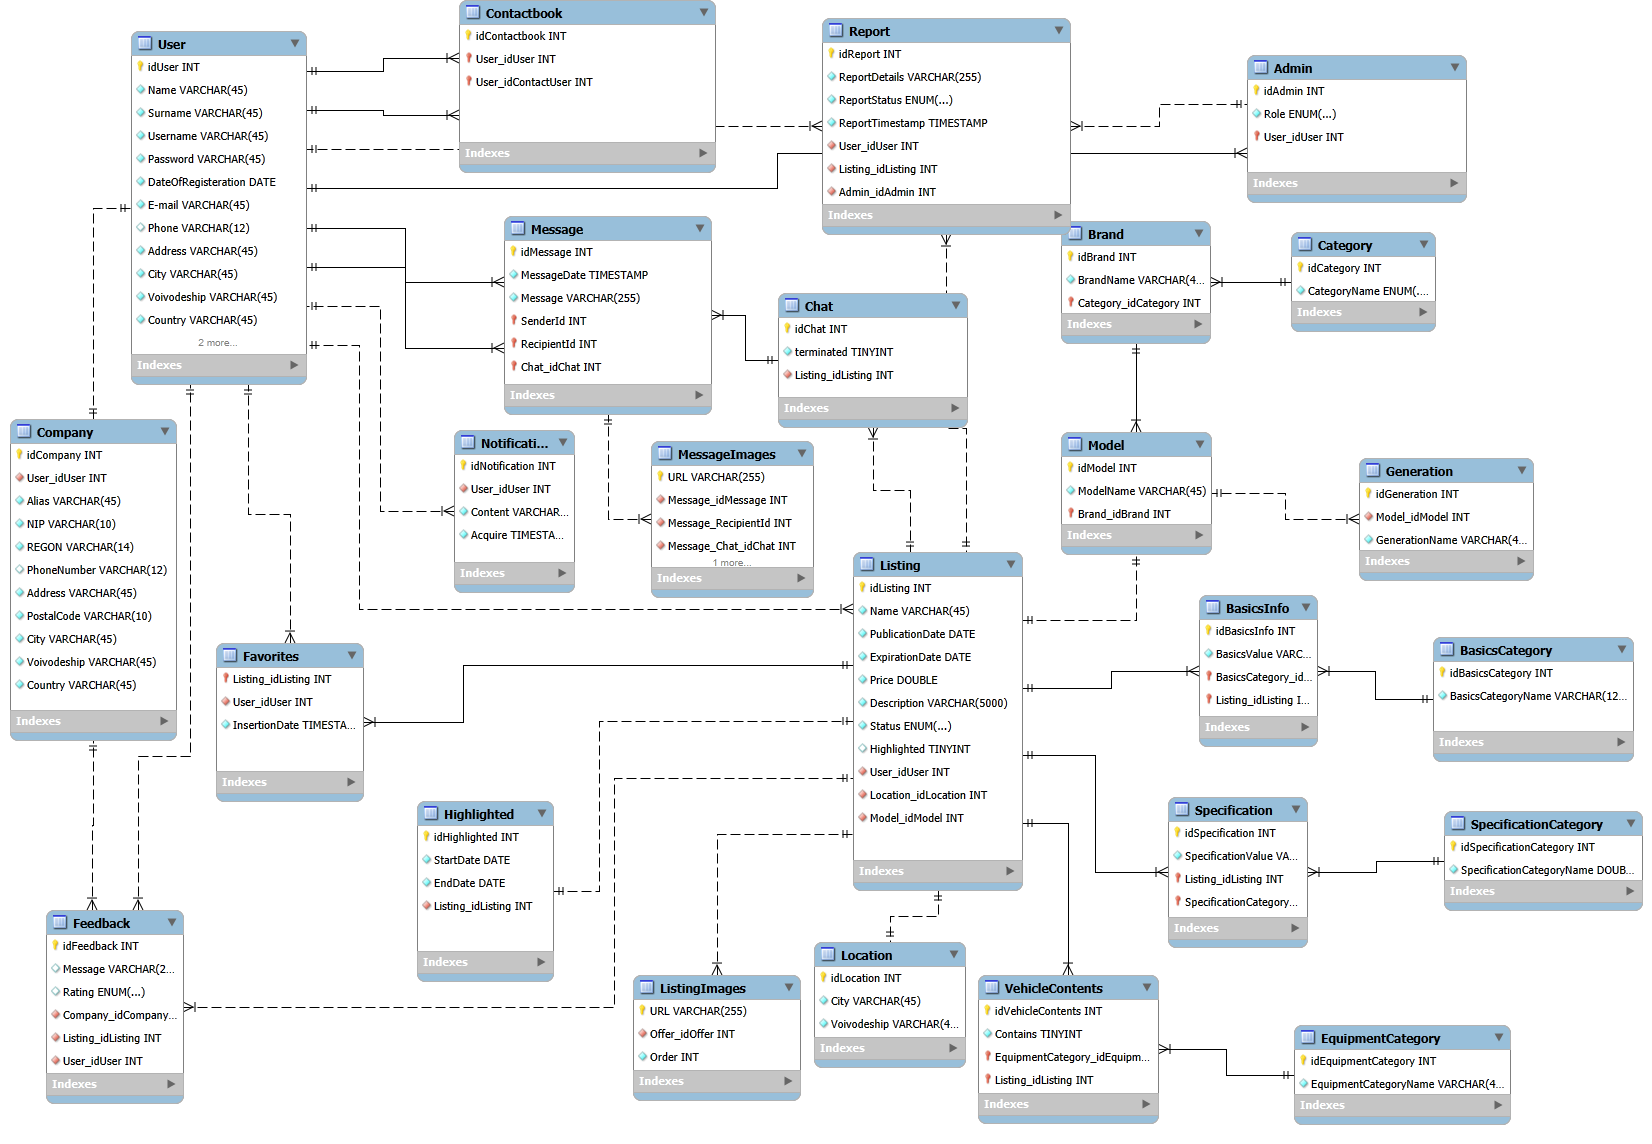 User
idUser INT
Name VARCHAR(45)
Surname VARCHAR(45)
Username VARCHAR(45)
Password VARCHAR(45)
DateOfRegisteration DATE
E-mail VARCHAR(45)
Phone VARCHAR(12)
Address VARCHAR(45)
City VARCHAR(45)
Voivodeship VARCHAR(45)
Country VARCHAR(45)
2 more...
Indexes
Contactbook
idContactbook INT
User_idUser INT
User_idContactUser INT
Indexes
Report
idReport INT
ReportDetails VARCHAR(255)
ReportStatus ENUM(...)
ReportTimestamp TIMESTAMP
User_idUser INT
Listing_idListing INT
Admin_idAdmin INT
Indexes
Admin
idAdmin INT
Role ENUM(...)
User_idUser INT
Indexes
Message
idMessage INT
MessageDate TIMESTAMP
Message VARCHAR(255)
SenderId INT
RecipientId INT
Chat_idChat INT
Indexes
Chat
idChat INT
terminated TINYINT
Listing_idListing INT
Indexes
Brand
idBrand INT
BrandName VARCHAR(4...
Category_idCategory INT
Indexes
Category
idCategory INT
CategoryName ENUM(....
Indexes
Company
idCompany INT
User_idUser INT
Alias VARCHAR(45)
NIP VARCHAR(10)
REGON VARCHAR(14)
PhoneNumber VARCHAR(12)
Address VARCHAR(45)
PostalCode VARCHAR(10)
City VARCHAR(45)
Voivodeship VARCHAR(45)
Country VARCHAR(45)
Indexes
Notificati...
idNotification INT
User_idUser INT
Content VARCHAR...
Acquire TIMESTA...
Indexes
MessageImages
URL VARCHAR(255)
Message_idMessage INT
Message_RecipientId INT
Message_Chat_idChat INT
1 more...
Indexes
Model
idModel INT
ModelName VARCHAR(45)
Brand_idBrand INT
Indexes
Generation
idGeneration INT
Model_idModel INT
GenerationName VARCHAR(4...
Indexes
Listing
idListing INT
Name VARCHAR(45)
PublicationDate DATE
ExpirationDate DATE
Price DOUBLE
Description VARCHAR(5000)
Status ENUM(...)
Highlighted TINYINT
User_idUser INT
Location_idLocation INT
Model_idModel INT
Indexes
Favorites
Listing_idListing INT
User_idUser INT
InsertionDate TIMESTA...
Indexes
BasicsInfo
idBasicsInfo INT
BasicsValue VARC...
BasicsCategory_id...
Listing_idListing I...
Indexes
BasicsCategory
idBasicsCategory INT
BasicsCategoryName VARCHAR(12...
Indexes
Highlighted
idHighlighted INT
StartDate DATE
EndDate DATE
Listing_idListing INT
Indexes
Specification
idSpecification INT
SpecificationValue VA...
Listing_idListing INT
SpecificationCategory...
Indexes
SpecificationCategory
idSpecificationCategory INT
SpecificationCategoryName DOUB...
Indexes
Feedback
idFeedback INT
Message VARCHAR(2...
Rating ENUM(...)
Company_idCompany...
Listing_idListing INT
User_idUser INT
Indexes
ListingImages
URL VARCHAR(255)
Offer_idOffer INT
Order INT
Indexes
Location
idLocation INT
City VARCHAR(45)
Voivodeship VARCHAR(4...
Indexes
VehicleContents
idVehicleContents INT
Contains TINYINT
EquipmentCategory_idEquipm...
Listing_idListing INT
Indexes
EquipmentCategory
idEquipmentCategory INT
EquipmentCategoryName VARCHAR(4...
Indexes